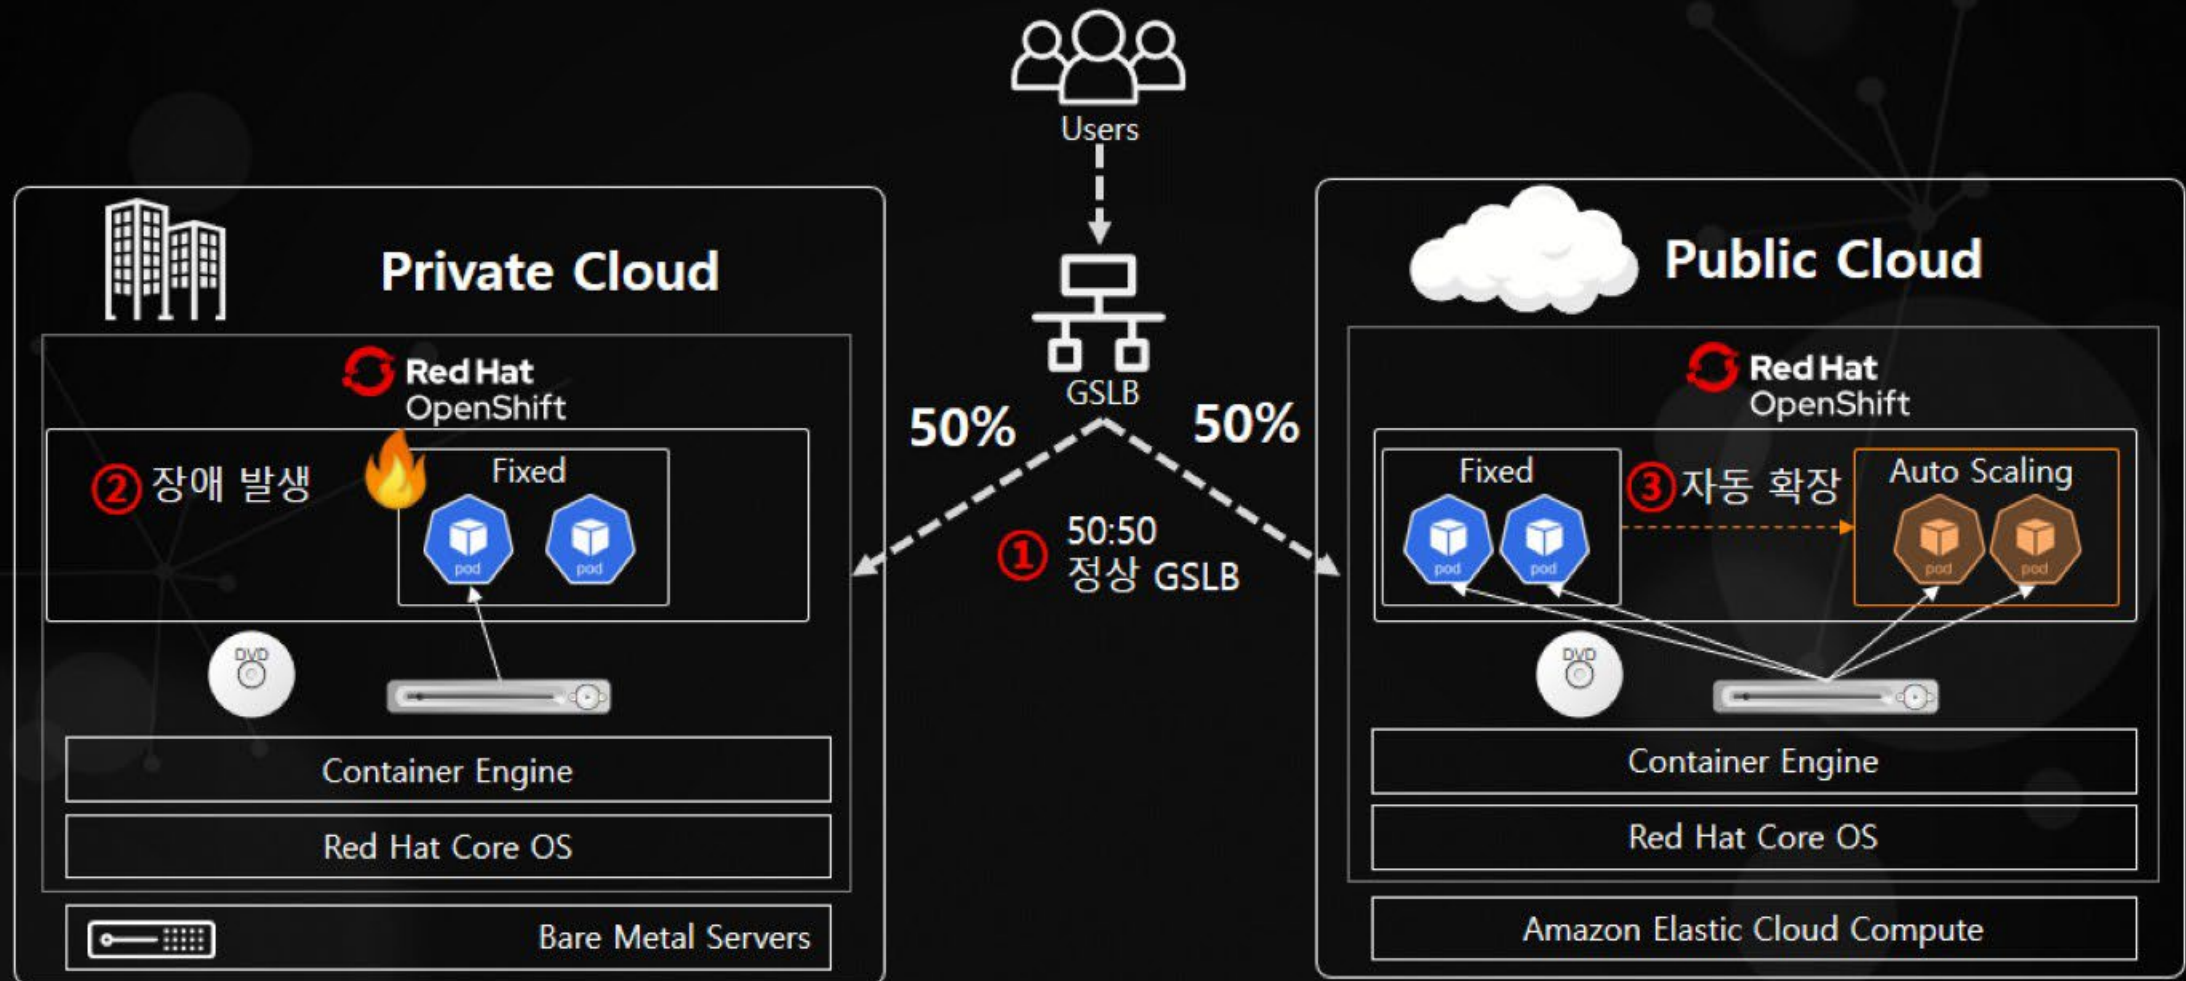 Users
GSLB
50%
50%
①
50:50
정상 GSLB
Private Cloud
Red Hat
OpenShift
② 장애 발생
Fixed
pod
pod
DVD
Container Engine
Red Hat Core OS
Bare Metal Servers
Public Cloud
Red Hat
OpenShift
Fixed
pod
pod
③ 자동 확장
Auto Scaling
pod
pod
DVD
Container Engine
Red Hat Core OS
Amazon Elastic Cloud Compute